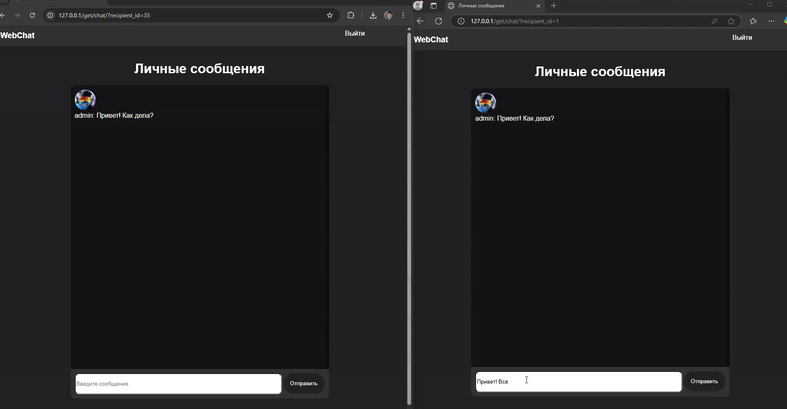 127.0.0.1/get/chat/?recipient_id=35
WebChat
Выйти
Личные сообщения
admin: Привет! Как дела?
Введите сообщение
Отправить
Личные сообщения
127.0.0.1/get/chat/?recipient_id=1
WebChat
Выйти
Личные сообщения
admin: Привет! Как дела?
Привет! Все
Отправить